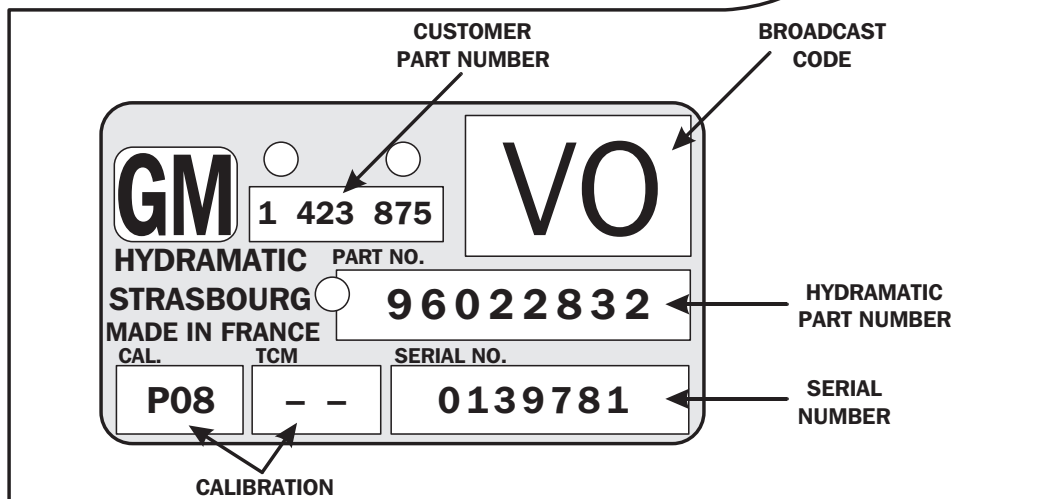 CUSTOMER
PART NUMBER
BROADCAST
CODE
GM
1 423 875
VO
HYDRAMATIC
STRASBOURG
MADE IN FRANCE
PART NO.
96022832
HYDRAMATIC
PART NUMBER
CAL.
TCM
SERIAL NO.
P08
– –
0139781
SERIAL
NUMBER
CALIBRATION